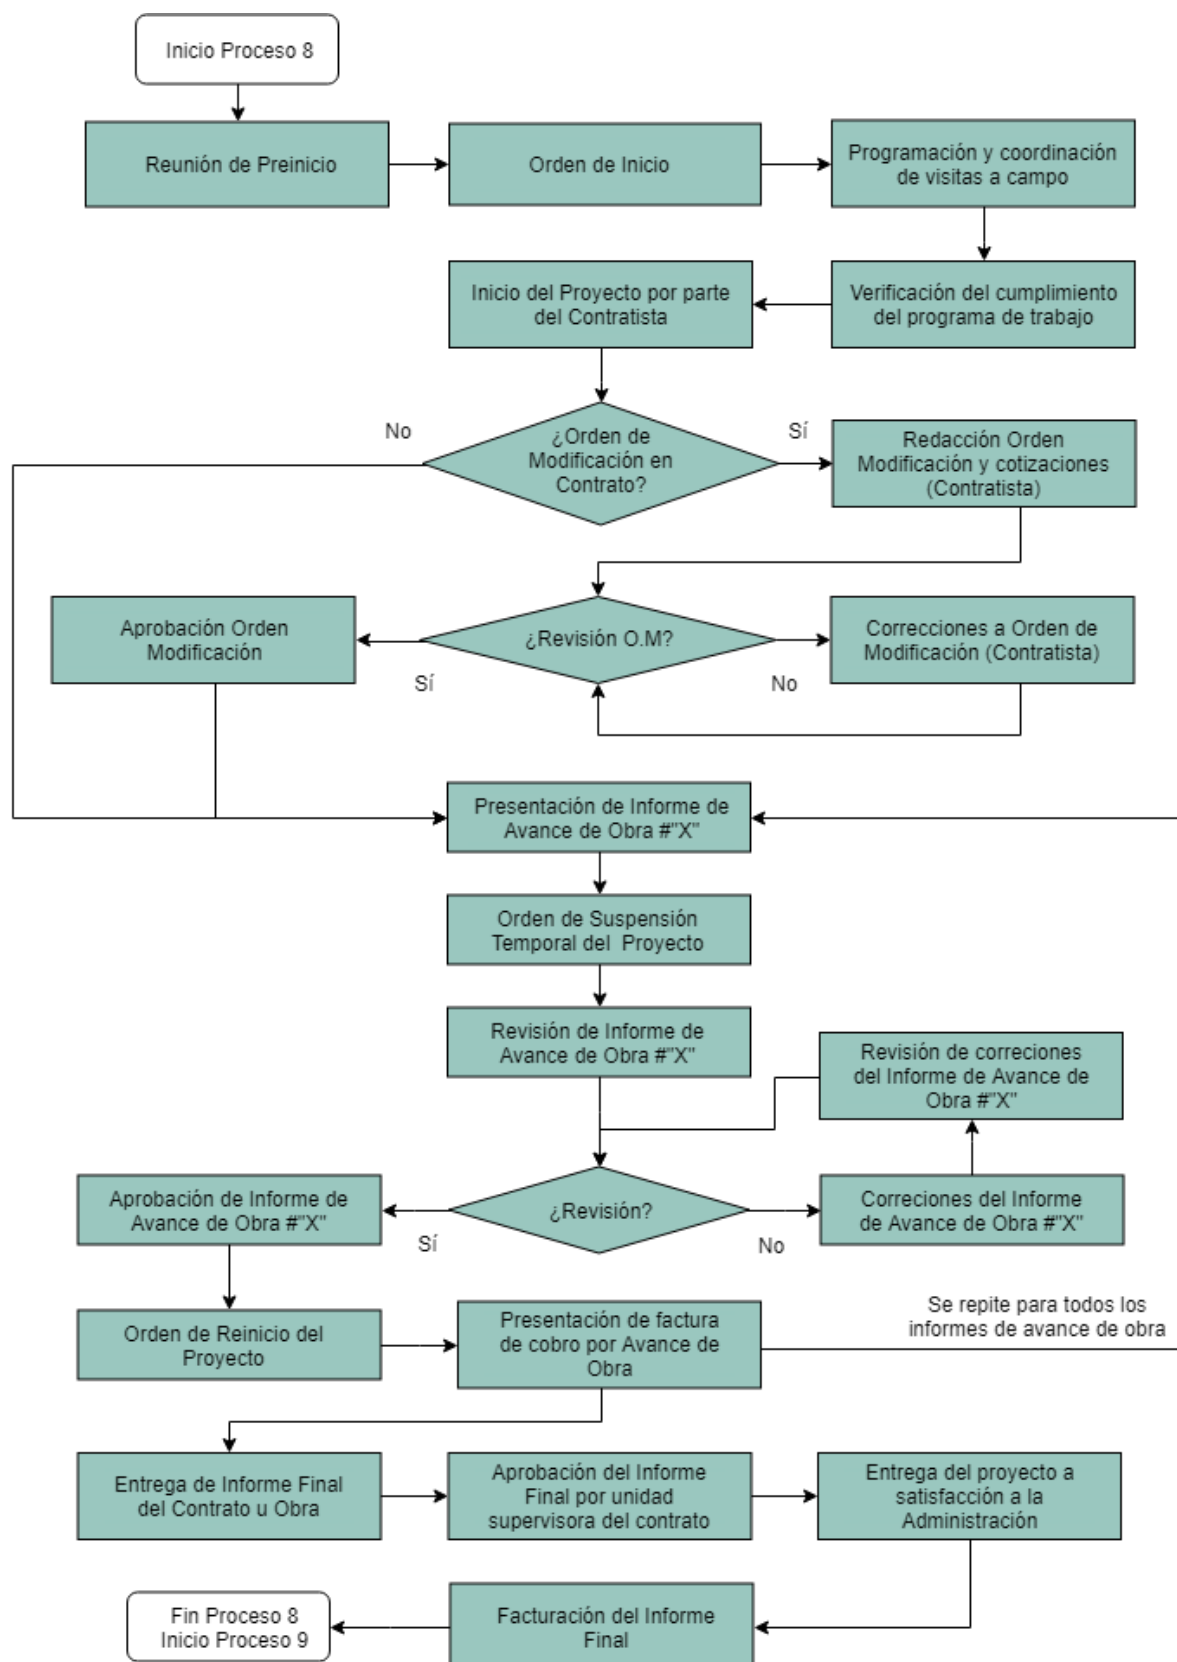 Inicio Proceso 8
Reunión de Preinicio
Orden de Inicio
Programación y coordinación
de visitas a campo
Inicio del Proyecto por parte
del Contratista
Verificación del cumplimiento
del programa de trabajo
No
¿Orden de
Modificación en
Contrato?
Sí
Redacción Orden
Modificación y cotizaciones
(Contratista)
Aprobación Orden
Modificación
¿Revisión O.M?
Correcciones a Orden de
Modificación (Contratista)
Sí
No
Presentación de Informe de
Avance de Obra #"X"
Orden de Suspensión
Temporal del Proyecto
Revisión de Informe de
Avance de Obra #"X"
Revisión de correciones
del Informe de Avance de
Obra #"X"
Aprobación de Informe de
Avance de Obra #"X"
¿Revisión?
Correciones del Informe
de Avance de Obra #"X"
Sí
No
Orden de Reinicio del
Proyecto
Presentación de factura
de cobro por Avance de
Obra
Se repite para todos los
informes de avance de obra
Entrega de Informe Final
del Contrato u Obra
Aprobación del Informe
Final por unidad
supervisora del contrato
Entrega del proyecto a
satisfacción a la
Administración
Fin Proceso 8
Inicio Proceso 9
Facturación del Informe
Final